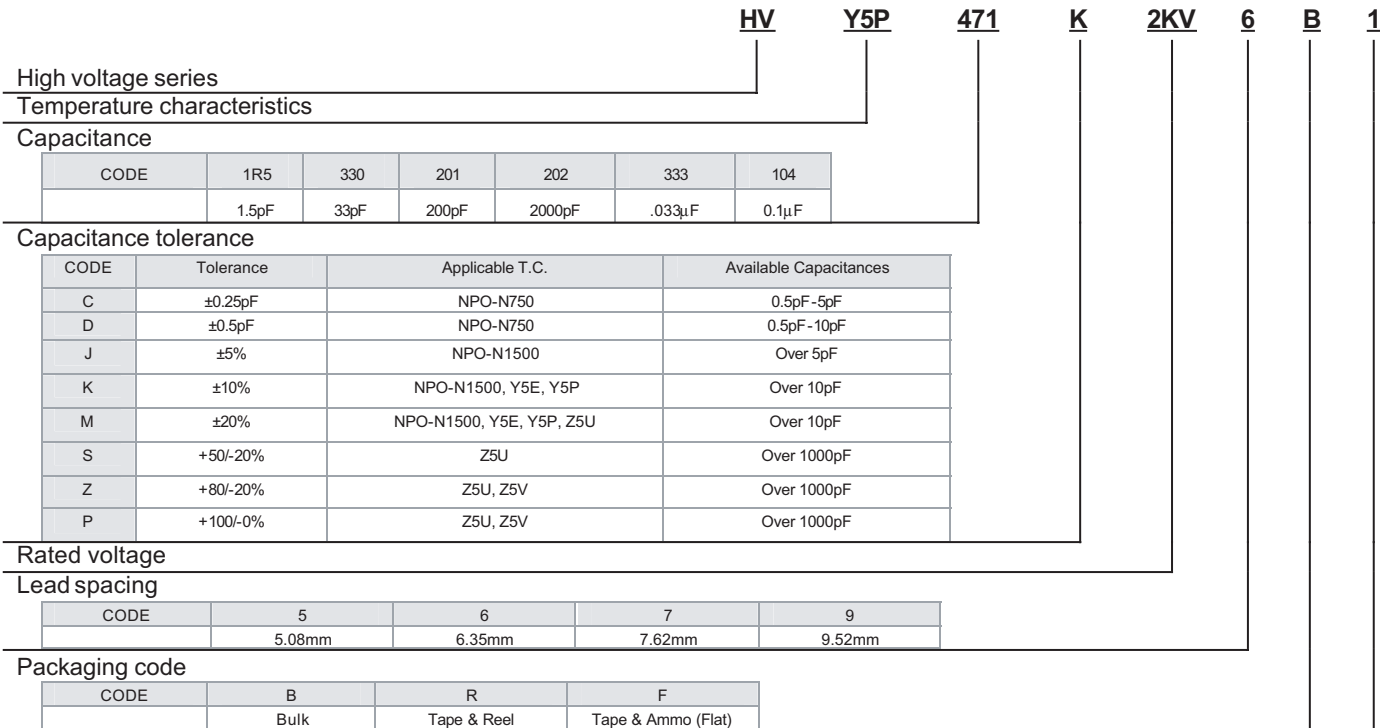 HV Y5P 471 K 2KV 6 B 1
High voltage series
Temperature characteristics
Capacitance
CODE 1R5 330 201 202 333 104
1.5pF 33pF 200pF 2000pF .033μF 0.1μF
Capacitance tolerance
CODE Tolerance Applicable T.C. Available Capacitances
C ±0.25pF NPO-N750 0.5pF-5pF
D ±0.5pF NPO-N750 0.5pF-10pF
J ±5% NPO-N1500 Over 5pF
K ±10% NPO-N1500, Y5E, Y5P Over 10pF
M ±20% NPO-N1500, Y5E, Y5P, Z5U Over 10pF
S +50/-20% Z5U Over 1000pF
Z +80/-20% Z5U, Z5V Over 1000pF
P +100/-0% Z5U, Z5V Over 1000pF
Rated voltage
Lead spacing
CODE 5 6 7 9
5.08mm 6.35mm 7.62mm 9.52mm
Packaging code
CODE B R F
Bulk Tape & Reel Tape & Ammo (Flat)